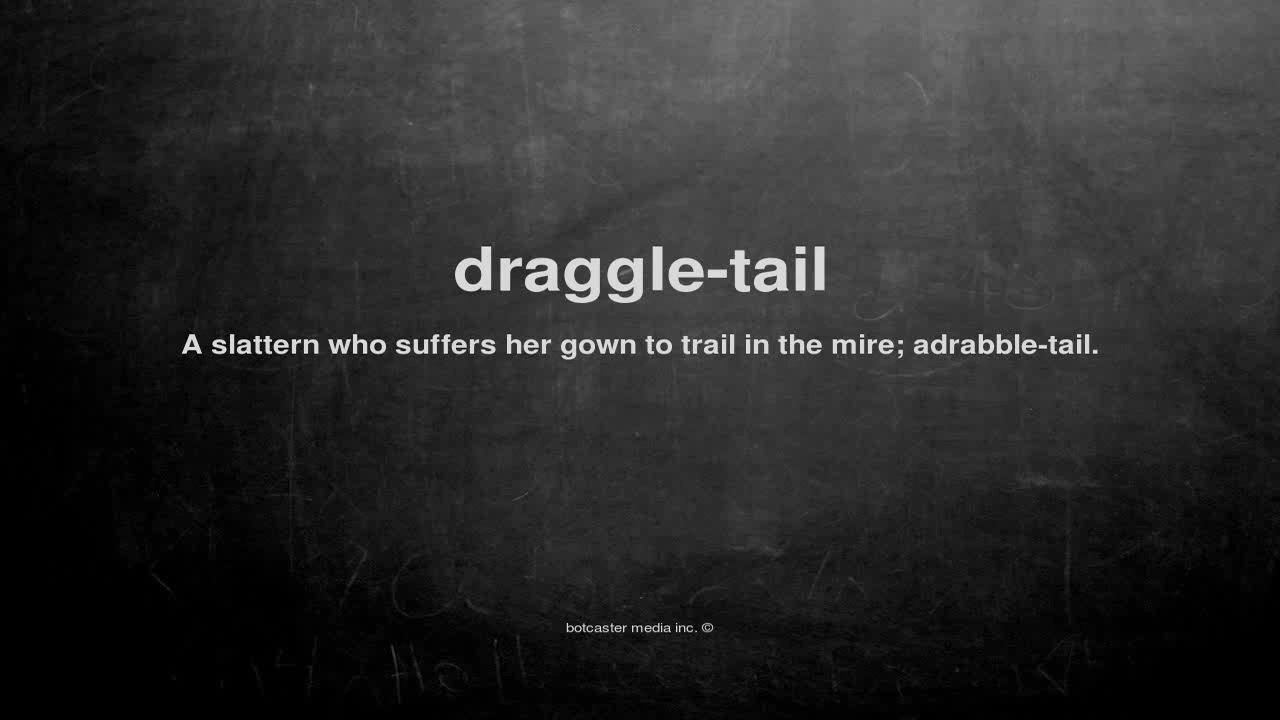 draggle-tail
A slattern who suffers her gown to trail in the mire; adrabble-tail.
botcaster media inc. ©